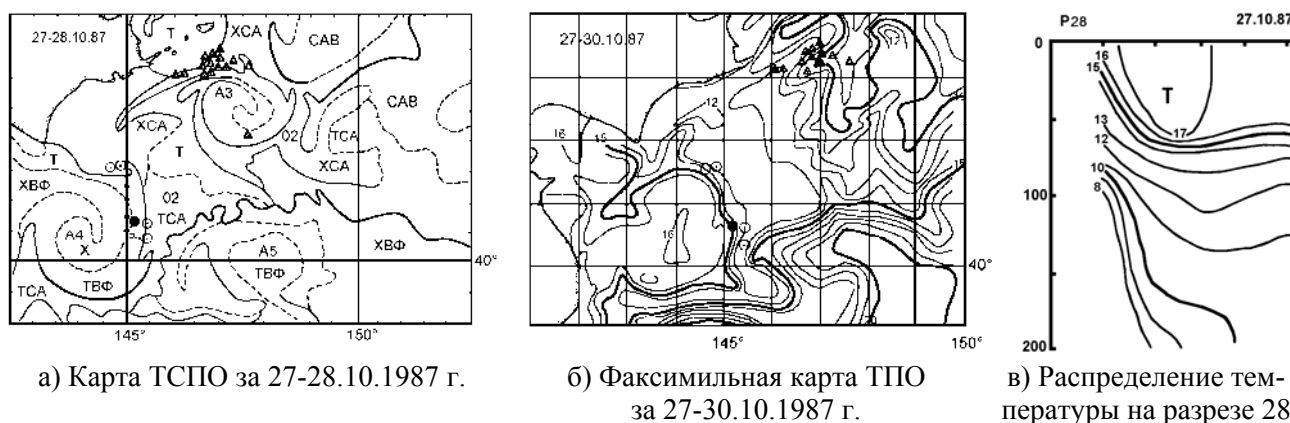 27-28.10.87
Т
ХСА
САВ
А3
САВ
ХСА
02
ТСА
Т
Т
ХСА
ХВФ
02
ТСА
А4
Х
А5
ХВФ
ТВФ
40°
ТСА
ТВФ
145°
150°
27-30.10.87
17
12
16
15
15
16
40°
145°
150°
Р28
27.10.87
0
16
15
Т
17
13
12
10
100
8
200
а) Карта ТСПО за 27-28.10.1987 г.
б) Факсимильная карта ТПО
за 27-30.10.1987 г.
в) Распределение тем-
пературы на разрезе 28